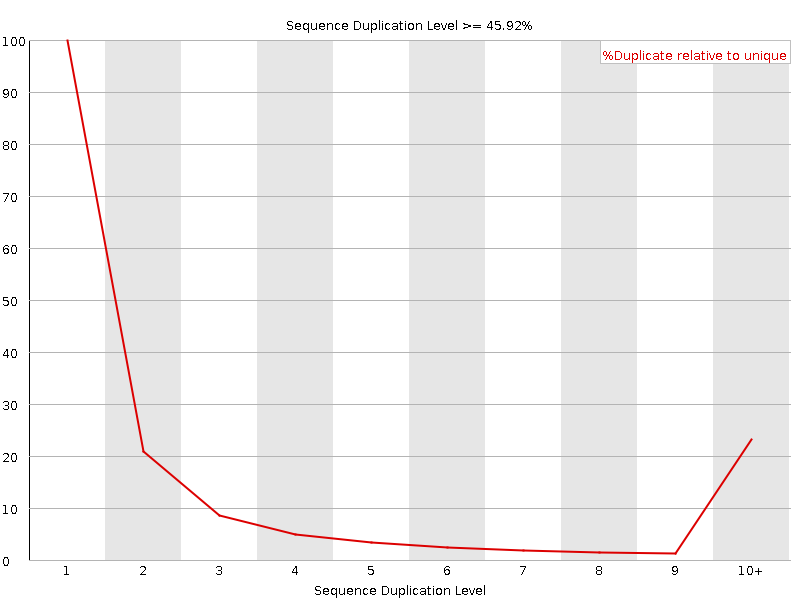 Sequence Duplication Level >= 45.92%
%Duplicate relative to unique
100
90
80
70
60
50
40
30
20
10
0
1 2 3 4 5 6 7 8 9 10+
Sequence Duplication Level